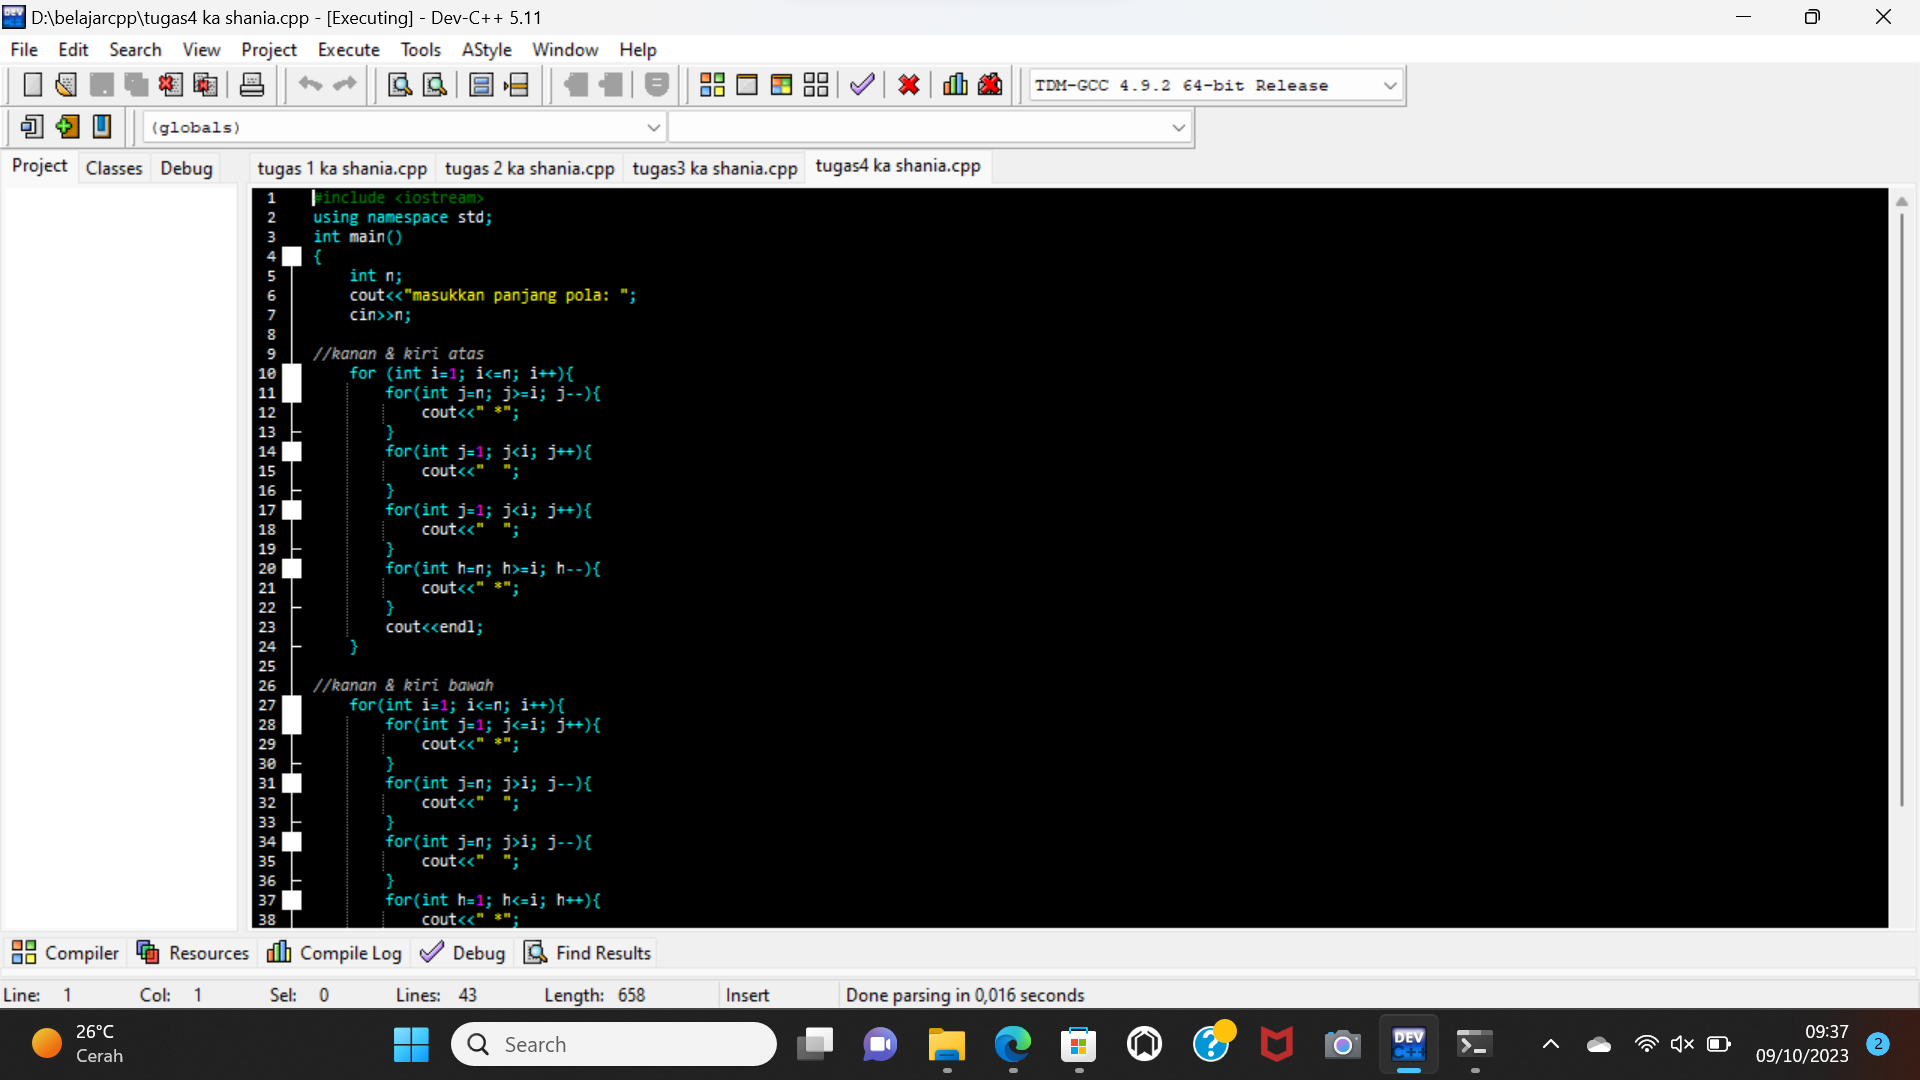 D:\belajarcpp\tugas4 ka shania.cpp - [Executing] - Dev-C++ 5.11
File Edit Search View Project Execute Tools AStyle Window Help
TDM-GCC 4.9.2 64-bit Release
(globals)
Project Classes Debug tugas 1 ka shania.cpp tugas 2 ka shania.cpp tugas3 ka shania.cpp tugas4 ka shania.cpp
1 #include <iostream>
2 using namespace std;
3 int main()
4 {
5 int n;
6 cout<<"masukkan panjang pola: ";
7 cin>>n;
8
9 //kanan & kiri atas
10 for (int i=1; i<=n; i++){
11 for(int j=n; j>=i; j--){
12 cout<<" *";
13 }
14 for(int j=1; j<i; j++){
15 cout<<"  ";
16 }
17 for(int j=1; j<i; j++){
18 cout<<"  ";
19 }
20 for(int h=n; h>=i; h--){
21 cout<<" *";
22 }
23 cout<<endl;
24 }
25
26 //kanan & kiri bawah
27 for(int i=1; i<=n; i++){
28 for(int j=1; j<=i; j++){
29 cout<<" *";
30 }
31 for(int j=n; j>i; j--){
32 cout<<"  ";
33 }
34 for(int j=n; j>i; j--){
35 cout<<"  ";
36 }
37 for(int h=1; h<=i; h++){
38 cout<<" *";
Compiler Resources Compile Log Debug Find Results
Line: 1 Col: 1 Sel: 0 Lines: 43 Length: 658 Insert Done parsing in 0,016 seconds
26°C
Cerah
Search
DEV
C++
09:37
09/10/2023
2